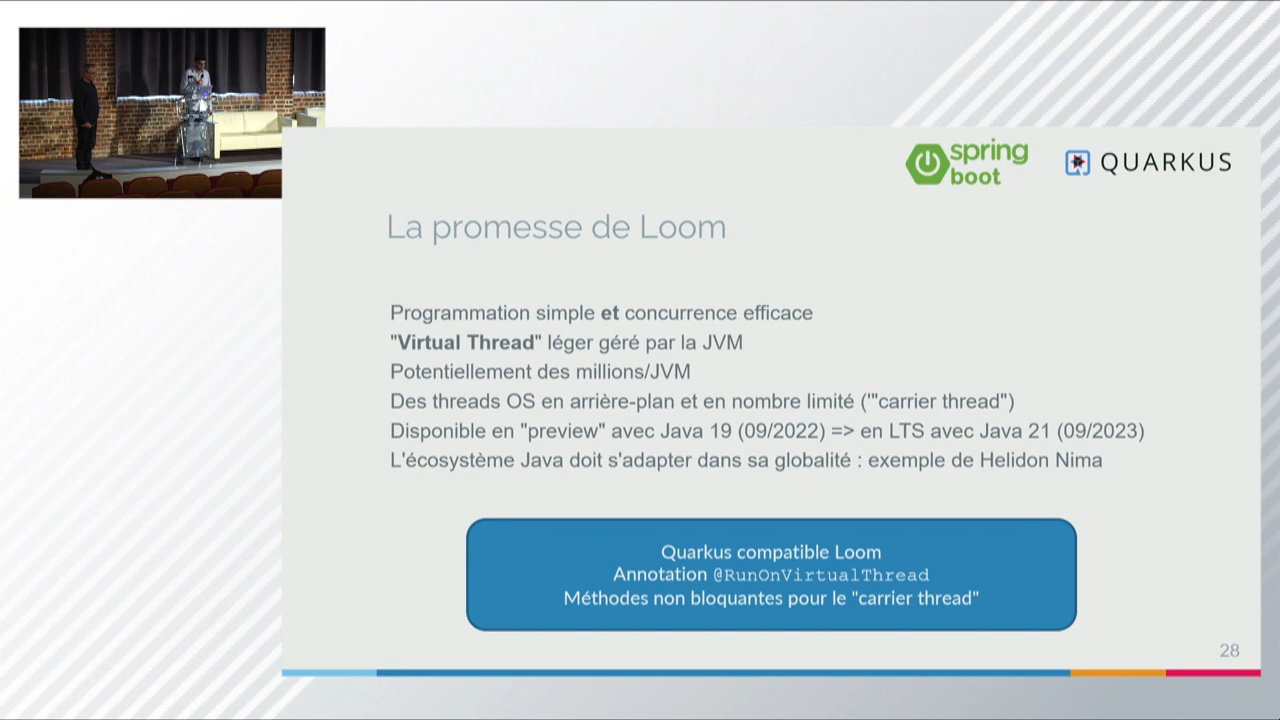 spring
boot
QUARKUS
La promesse de Loom
Programmation simple et concurrence efficace
"Virtual Thread" léger géré par la JVM
Potentiellement des millions/JVM
Des threads OS en arrière-plan et en nombre limité ('"carrier thread")
Disponible en "preview" avec Java 19 (09/2022) => en LTS avec Java 21 (09/2023)
L'écosystème Java doit s'adapter dans sa globalité : exemple de Helidon Nima
Quarkus compatible Loom
Annotation @RunOnVirtualThread
Méthodes non bloquantes pour le "carrier thread"
28